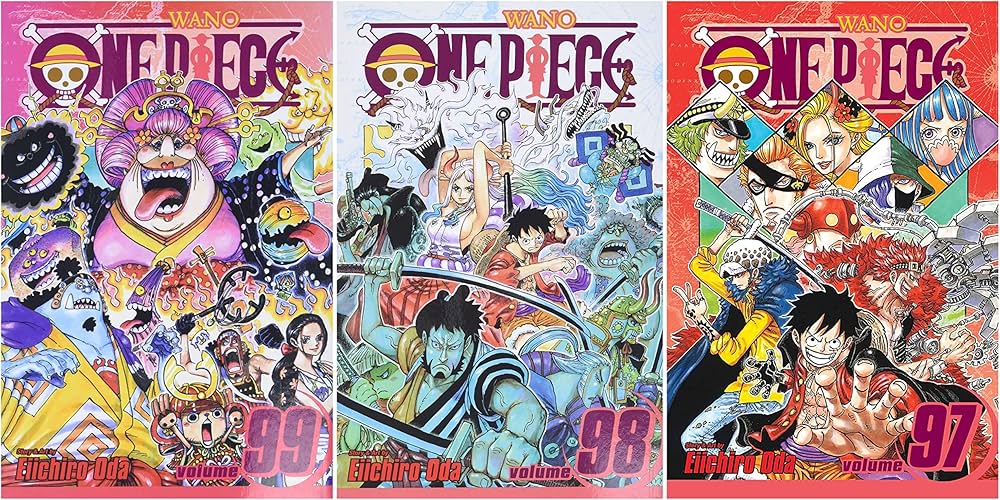 WANO
ONE PIECE
Story & Art by
Eiichiro Oda
volume 99
WANO
ONE PIECE
Story & Art by
Eiichiro Oda
volume 98
WANO
ONE PIECE
Story & Art by
Eiichiro Oda
volume 97